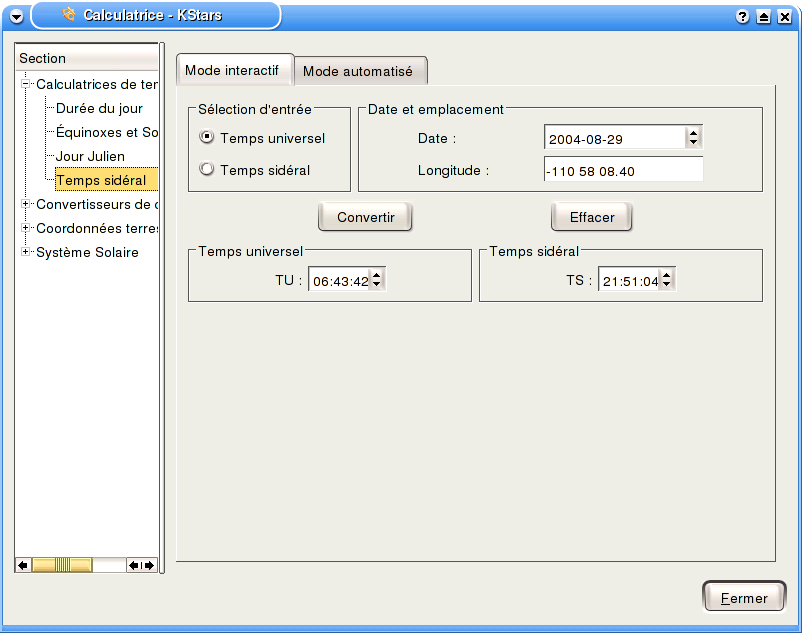 Calculatrice - KStars
Section
Calculatrices de ter
Durée du jour
Équinoxes et So
Jour Julien
Temps sidéral
Convertisseurs de c
Coordonnées terres
Système Solaire
Mode interactif
Mode automatisé
Sélection d'entrée
Temps universel
Temps sidéral
Date et emplacement
Date :
2004-08-29
Longitude :
-110 58 08.40
Convertir
Effacer
Temps universel
TU :
06:43:42
Temps sidéral
TS :
21:51:04
Fermer